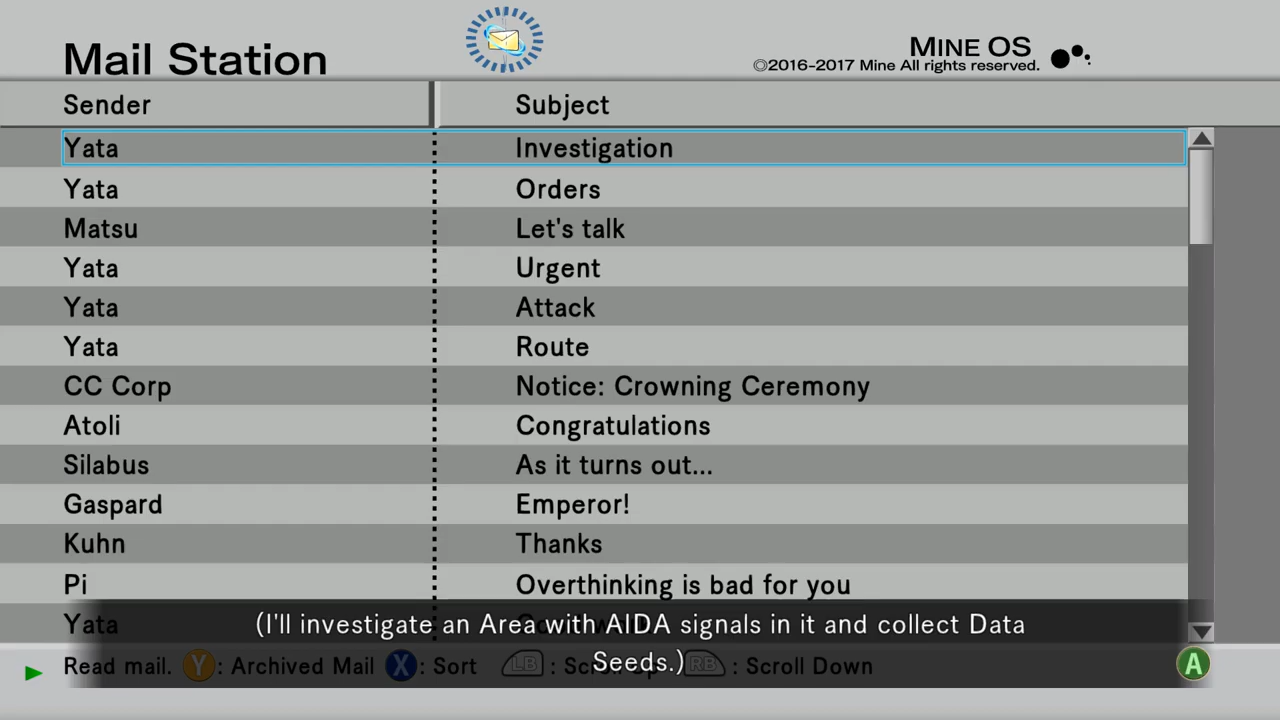 Mail Station
MINE OS
©2016-2017 Mine All rights reserved.
Sender Subject
Yata Investigation
Yata Orders
Matsu Let's talk
Yata Urgent
Yata Attack
Yata Route
CC Corp Notice: Crowning Ceremony
Atoli Congratulations
Silabus As it turns out...
Gaspard Emperor!
Kuhn Thanks
Pi Overthinking is bad for you
Yata
(I'll investigate an Area with AIDA signals in it and collect Data
Seeds.)
Read mail. Y : Archived Mail X : Sort LB : Scroll Up RB : Scroll Down
A